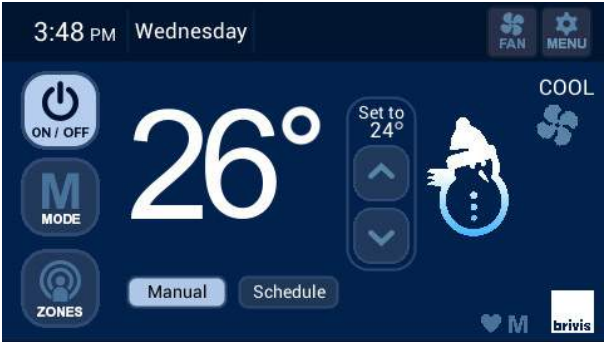 3:48 PM Wednesday
FAN
MENU
COOL
ON / OFF
26°
Set to
24°
M
MODE
ZONES
Manual
Schedule
M
brivis